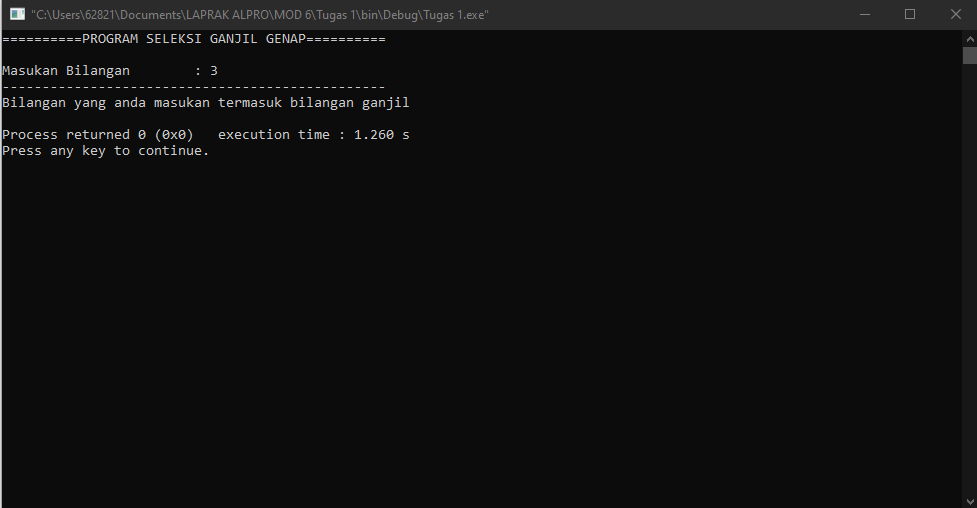 "C:\Users\62821\Documents\LAPRAK ALPRO\MOD 6\Tugas 1\bin\Debug\Tugas 1.exe"
==========PROGRAM SELEKSI GANJIL GENAP==========
Masukan Bilangan        : 3
------------------------------------------------
Bilangan yang anda masukan termasuk bilangan ganjil
Process returned 0 (0x0)   execution time : 1.260 s
Press any key to continue.